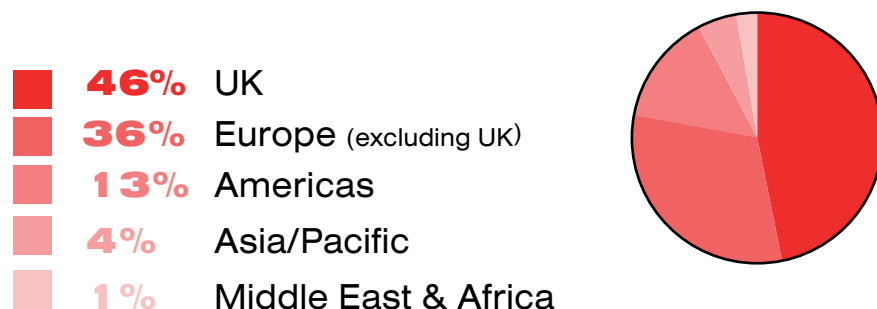 46% UK
36% Europe (excluding UK)
13% Americas
4% Asia/Pacific
1% Middle East & Africa